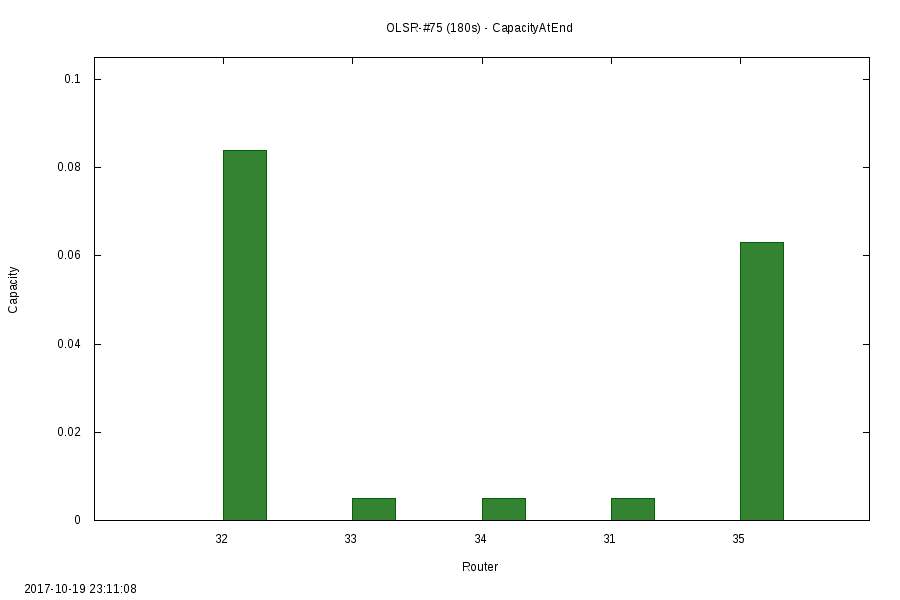 OLSR-#75 (180s) - CapacityAtEnd
0.1
0.08
0.06
0.04
0.02
0
Capacity
32 33 34 31 35
Router
2017-10-19 23:11:08